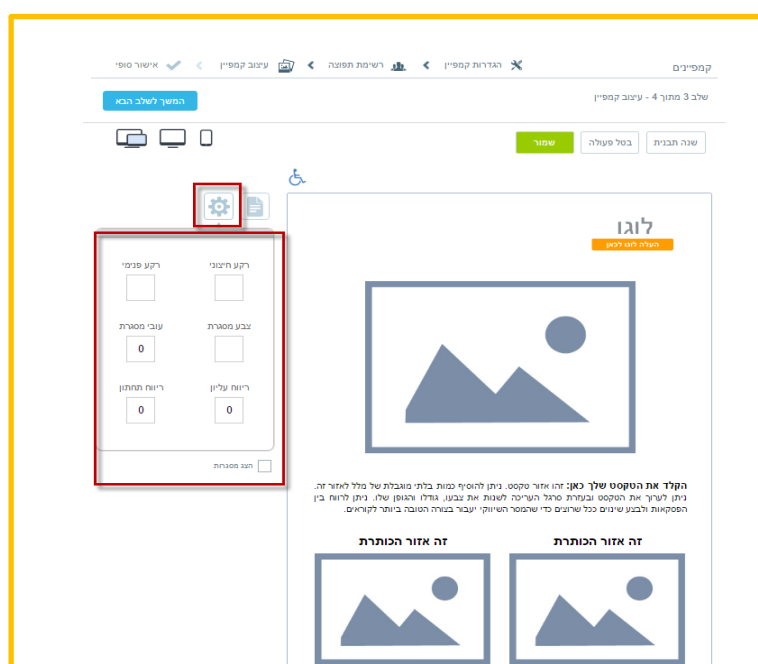 קמפיינים
הגדרות קמפיין
רשימת תפוצה
עיצוב קמפיין
אישור סופי
שלב 3 מתוך 4 - עיצוב קמפיין
המשך לשלב הבא
שנה תבנית
בטל פעולה
שמור
רקע חיצוני
רקע פנימי
צבע מסגרת
עובי מסגרת
0
ריווח עליון
ריווח תחתון
0
0
הצג מסגרות
לוגו
העלה לוגו לכאן
הקלד את הטקסט שלך כאן: זהו אזור טקסט. ניתן להוסיף כמות בלתי מוגבלת של מלל לאזור זה.
ניתן לערוך את הטקסט ובעזרת סרגל העריכה לשנות את צבעו, גודלו והגופן שלו. ניתן לרווח בין
הפסקאות ולבצע שינוים ככל שרוצים כדי שהמסר השיווקי יעבור בצורה הטובה ביותר לקוראים.
זה אזור הכותרת
זה אזור הכותרת